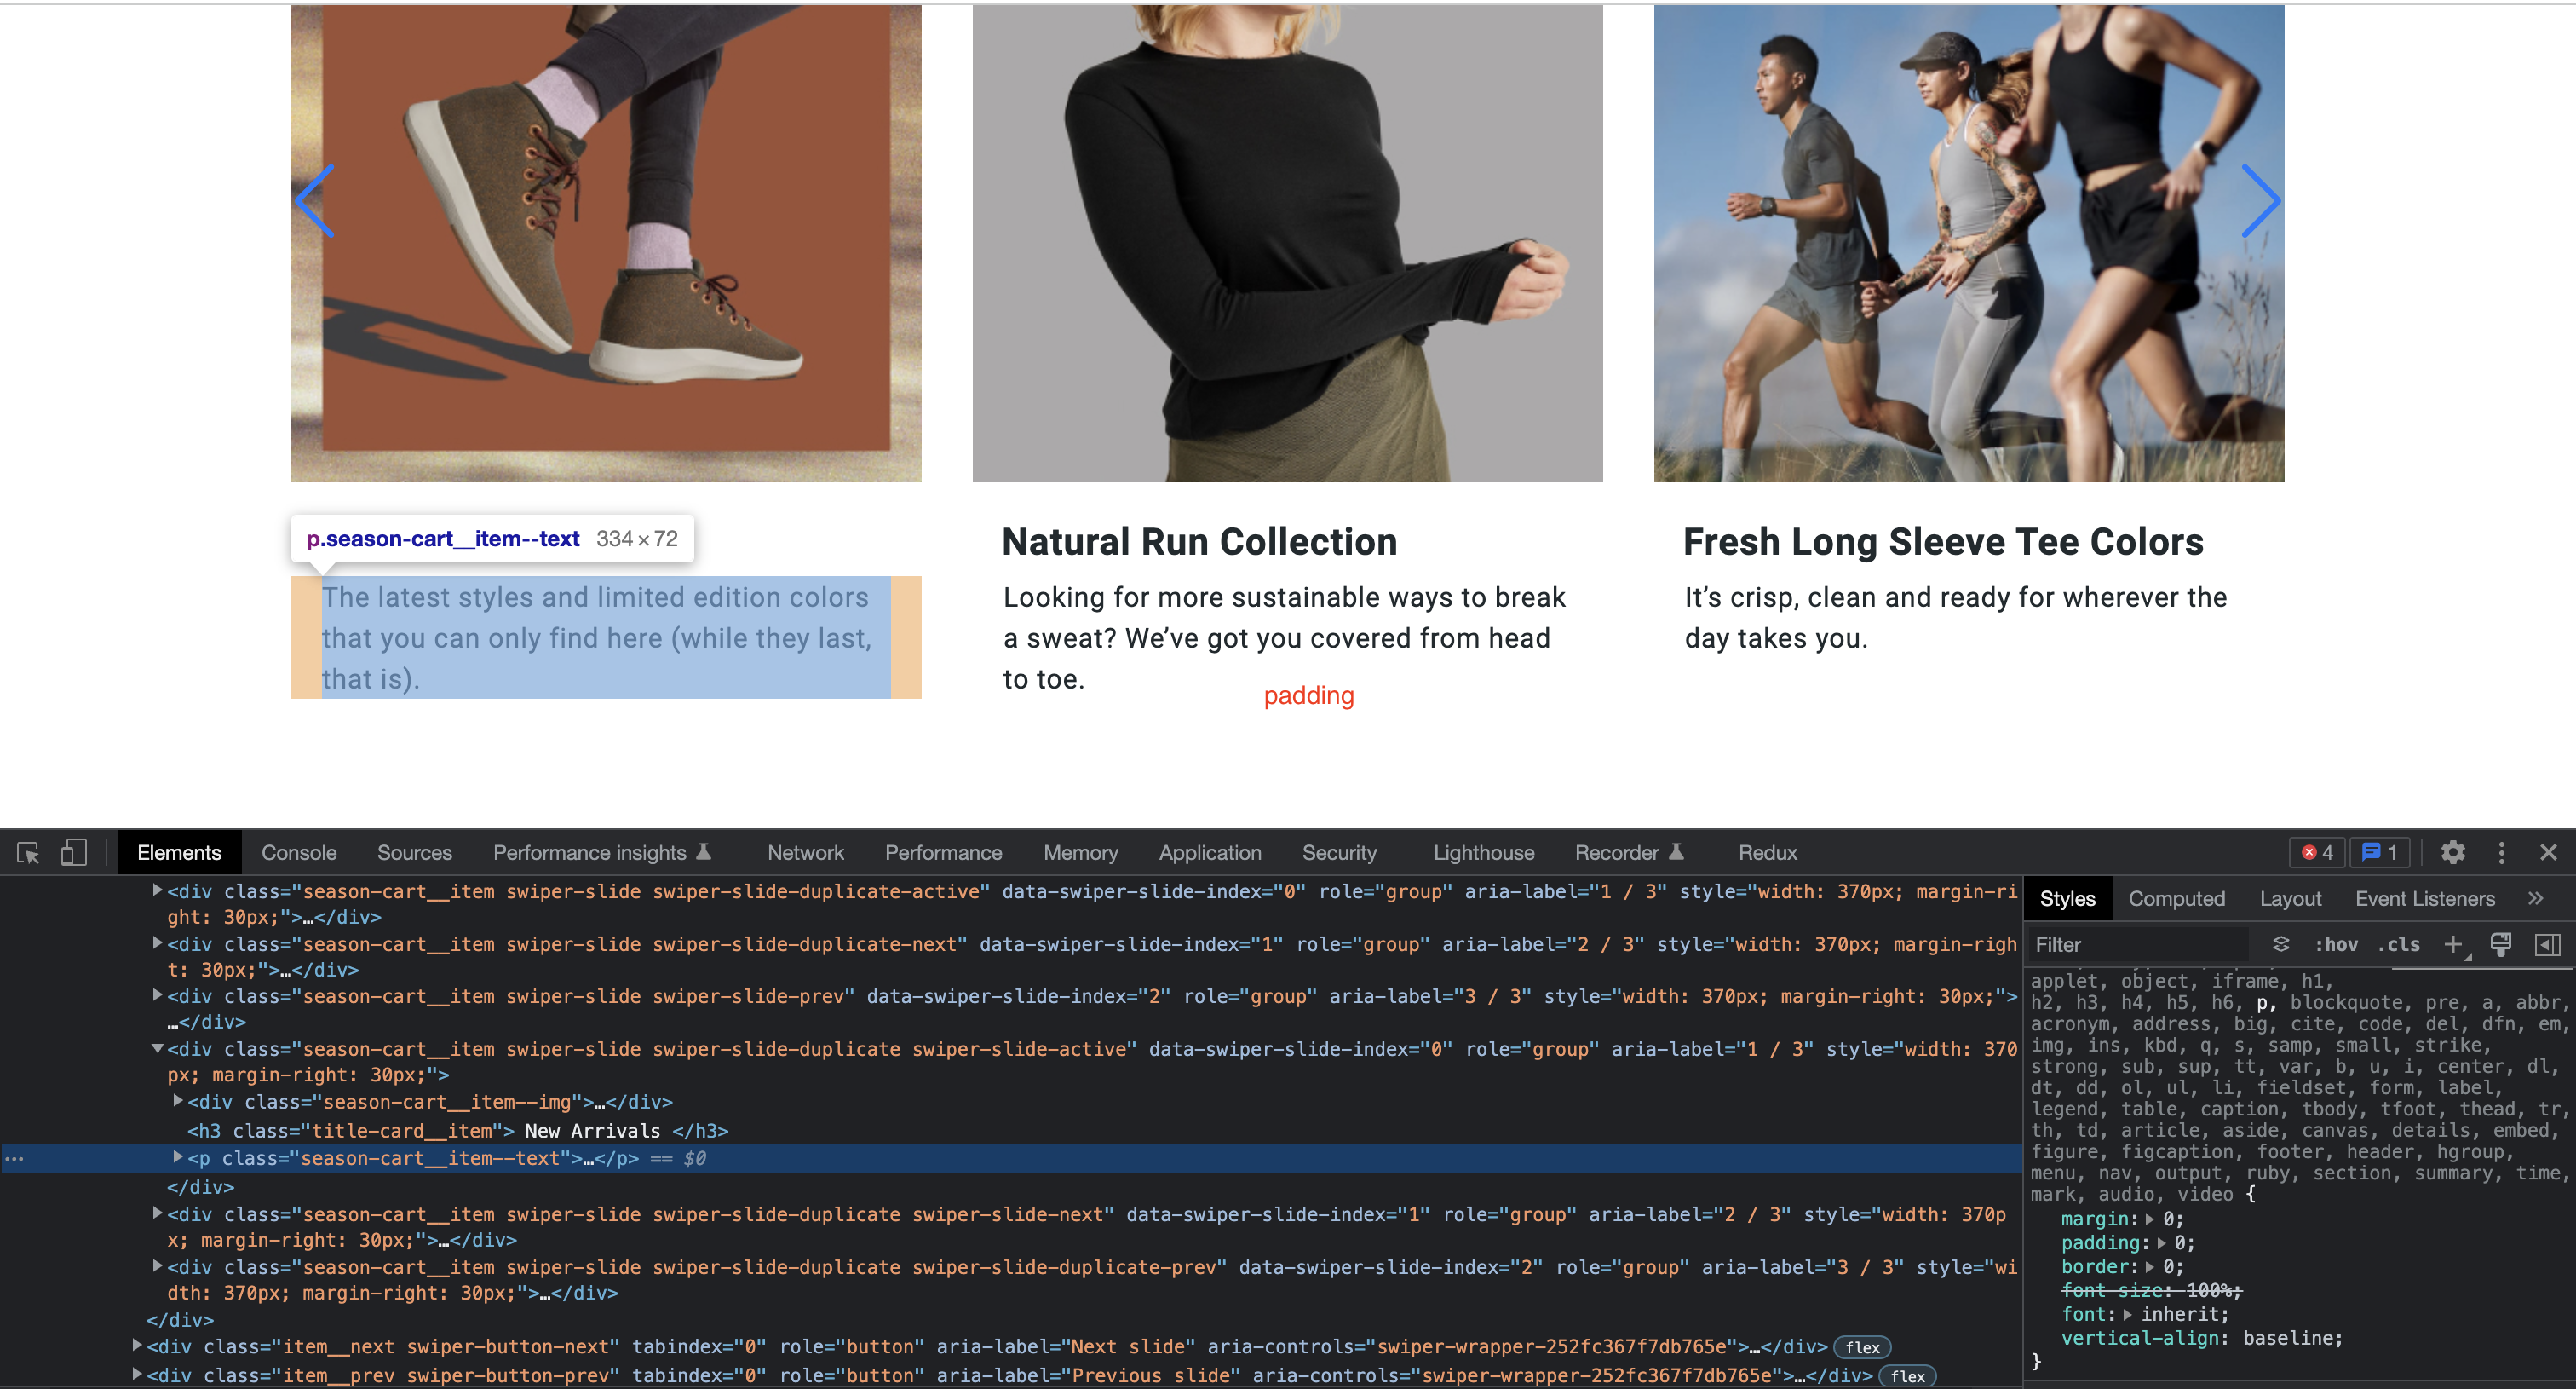 p.season-cart__item--text 334 × 72
The latest styles and limited edition colors
that you can only find here (while they last,
that is).
Natural Run Collection
Looking for more sustainable ways to break
a sweat? We’ve got you covered from head
to toe.
padding
Fresh Long Sleeve Tee Colors
It’s crisp, clean and ready for wherever the
day takes you.
Elements Console Sources Performance insights Network Performance Memory Application Security Lighthouse Recorder Redux 4 1
<div class="season-cart__item swiper-slide swiper-slide-duplicate-active" data-swiper-slide-index="0" role="group" aria-label="1 / 3" style="width: 370px; margin-ri
ght: 30px;">…</div>
<div class="season-cart__item swiper-slide swiper-slide-duplicate-next" data-swiper-slide-index="1" role="group" aria-label="2 / 3" style="width: 370px; margin-righ
t: 30px;">…</div>
<div class="season-cart__item swiper-slide swiper-slide-prev" data-swiper-slide-index="2" role="group" aria-label="3 / 3" style="width: 370px; margin-right: 30px;">
…</div>
<div class="season-cart__item swiper-slide swiper-slide-duplicate swiper-slide-active" data-swiper-slide-index="0" role="group" aria-label="1 / 3" style="width: 370
px; margin-right: 30px;">
<div class="season-cart__item--img">…</div>
<h3 class="title-card__item"> New Arrivals </h3>
<p class="season-cart__item--text">…</p> == $0
</div>
<div class="season-cart__item swiper-slide swiper-slide-duplicate swiper-slide-next" data-swiper-slide-index="1" role="group" aria-label="2 / 3" style="width: 370p
x; margin-right: 30px;">…</div>
<div class="season-cart__item swiper-slide swiper-slide-duplicate swiper-slide-duplicate-prev" data-swiper-slide-index="2" role="group" aria-label="3 / 3" style="wi
dth: 370px; margin-right: 30px;">…</div>
</div>
<div class="item__next swiper-button-next" tabindex="0" role="button" aria-label="Next slide" aria-controls="swiper-wrapper-252fc367f7db765e">…</div> flex
<div class="item__prev swiper-button-prev" tabindex="0" role="button" aria-label="Previous slide" aria-controls="swiper-wrapper-252fc367f7db765e">…</div> flex
Styles Computed Layout Event Listeners »
Filter :hov .cls +
applet, object, iframe, h1,
h2, h3, h4, h5, h6, p, blockquote, pre, a, abbr,
acronym, address, big, cite, code, del, dfn, em,
img, ins, kbd, q, s, samp, small, strike,
strong, sub, sup, tt, var, b, u, i, center, dl,
dt, dd, ol, ul, li, fieldset, form, label,
legend, table, caption, tbody, tfoot, thead, tr,
th, td, article, aside, canvas, details, embed,
figure, figcaption, footer, header, hgroup,
menu, nav, output, ruby, section, summary, time,
mark, audio, video {
margin: 0;
padding: 0;
border: 0;
font-size: 100%;
font: inherit;
vertical-align: baseline;
}